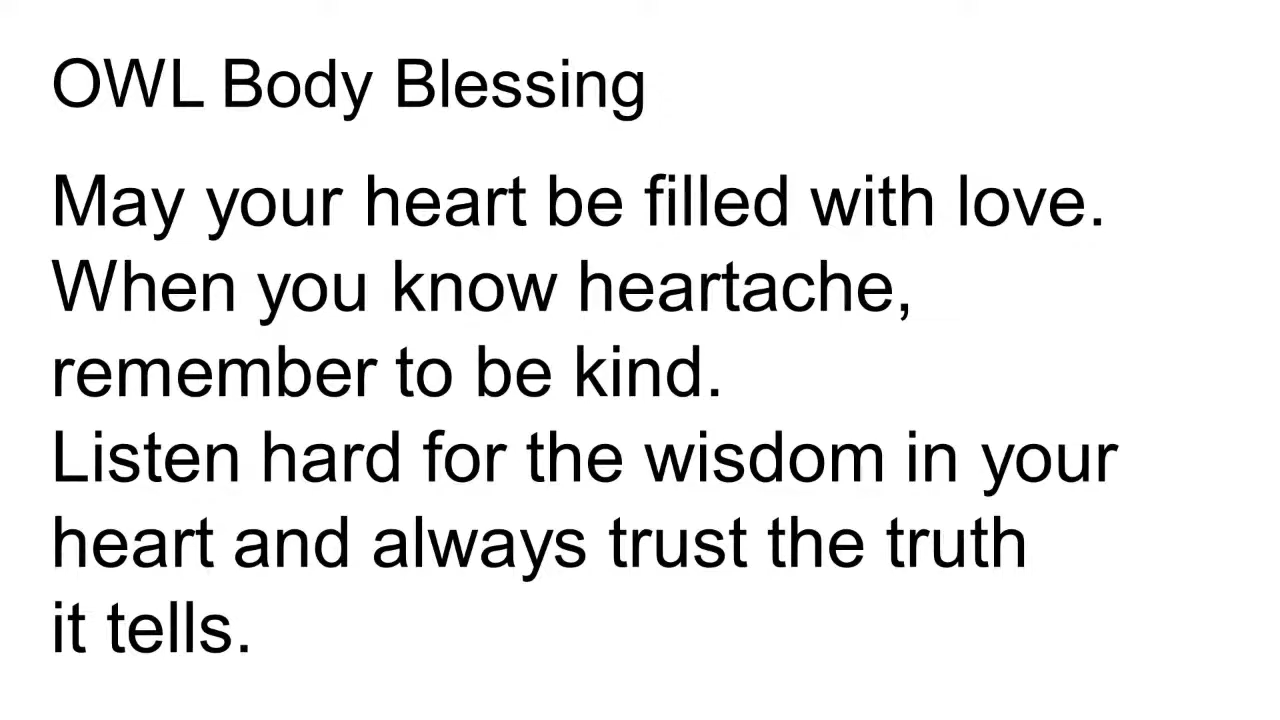 OWL Body Blessing
May your heart be filled with love.
When you know heartache,
remember to be kind.
Listen hard for the wisdom in your
heart and always trust the truth
it tells.